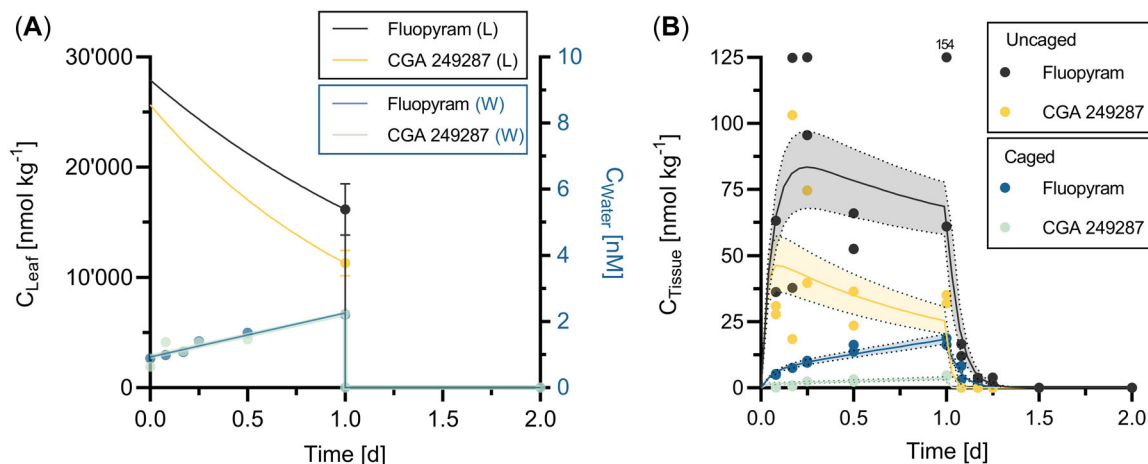 (A)
Fluopyram (L)
CGA 249287 (L)
Fluopyram (W)
CGA 249287 (W)
30'000
20'000
10'000
0
C_Leaf [nmol kg⁻¹]
10
8
6
4
2
0
C_Water [nM]
0.0 0.5 1.0 1.5 2.0
Time [d]
(B)
154
125
100
75
50
25
0
C_Tissue [nmol kg⁻¹]
0.0 0.5 1.0 1.5 2.0
Time [d]
Uncaged
Fluopyram
CGA 249287
Caged
Fluopyram
CGA 249287